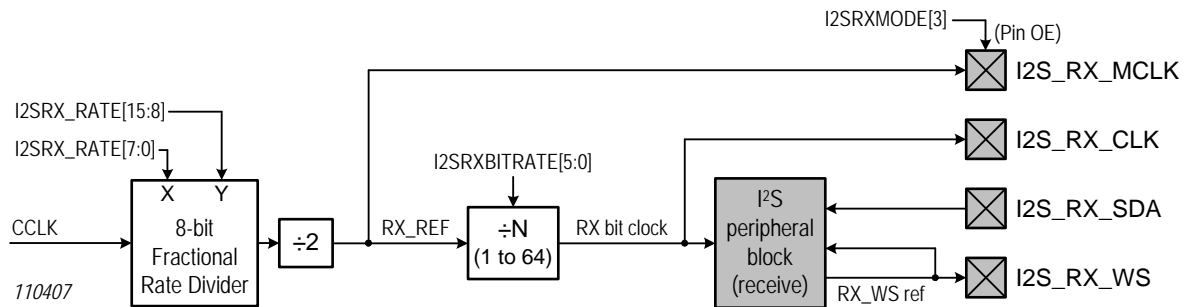 I2SRXMODE[3]
(Pin OE)
I2S_RX_MCLK
I2SRX_RATE[15:8]
I2SRX_RATE[7:0]
I2SRXBITRATE[5:0]
I2S_RX_CLK
X Y
8-bit
Fractional
Rate Divider
CCLK
÷2
RX_REF
÷N
(1 to 64)
RX bit clock
I²S
peripheral
block
(receive)
I2S_RX_SDA
RX_WS ref
I2S_RX_WS
110407